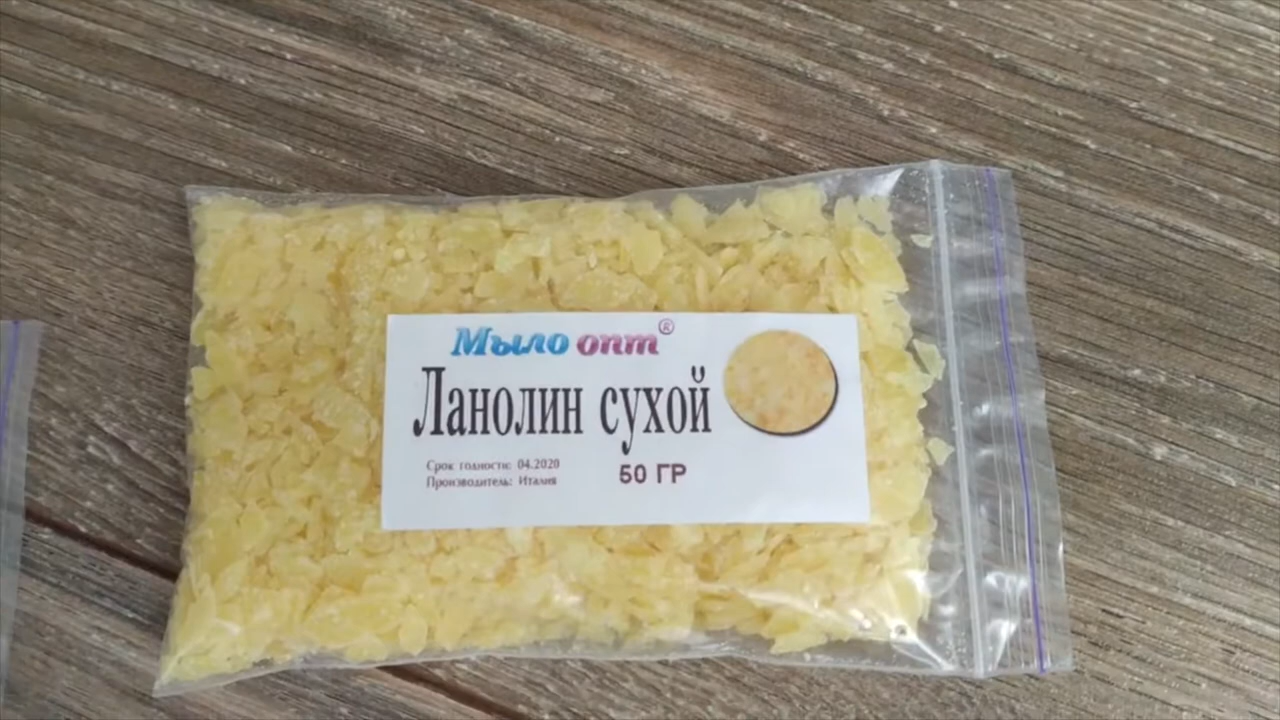 Мыло опт®
Ланолин сухой
Срок годности: 04.2020
Производитель: Италия
50 ГР